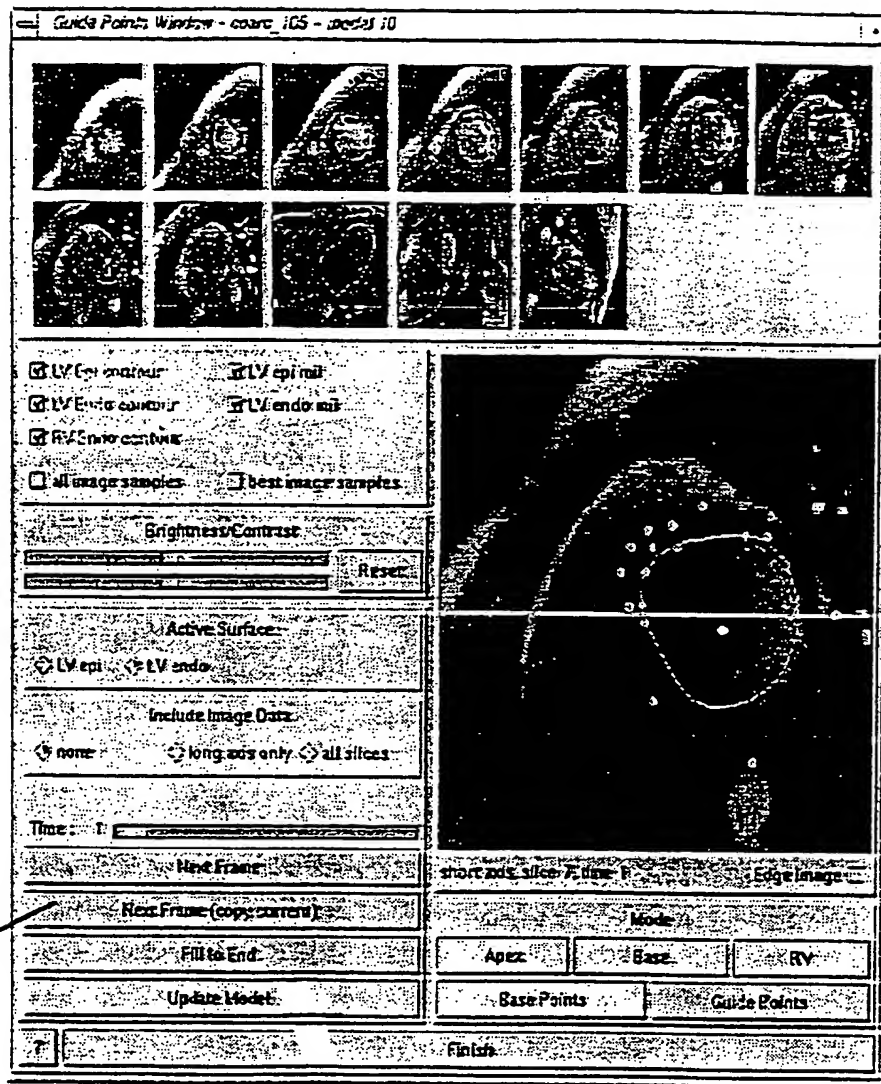 Guide Points Window - coarc_105 - model 10
LV Epi contour
LV epi mil
LV Endo contour
LV endo mil
RV Endo contour
all image samples
best image samples
Brightness/Contrast
Reset
Active Surface:
LV epi
LV endo
Include Image Data:
none
long axis only
all slices
Time: 1
Next Frame
short axis, slice 7, time 1
Edge Image
Next Frame (copy current)
Mode
Fill to End
Apex
Base
RV
Update Model
Base Points
Guide Points
?
Finish